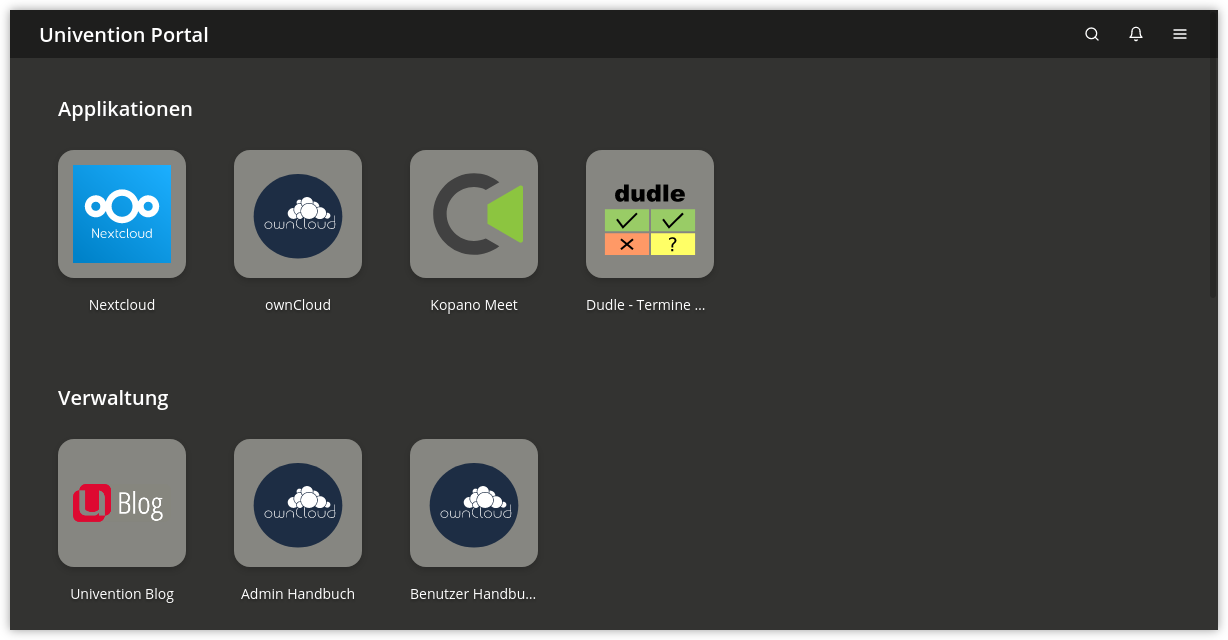 Univention Portal
Applikationen
Nextcloud
ownCloud
dudle
?
Nextcloud
ownCloud
Kopano Meet
Dudle - Termine ...
Verwaltung
u Blog
ownCloud
ownCloud
Univention Blog
Admin Handbuch
Benutzer Handbu...